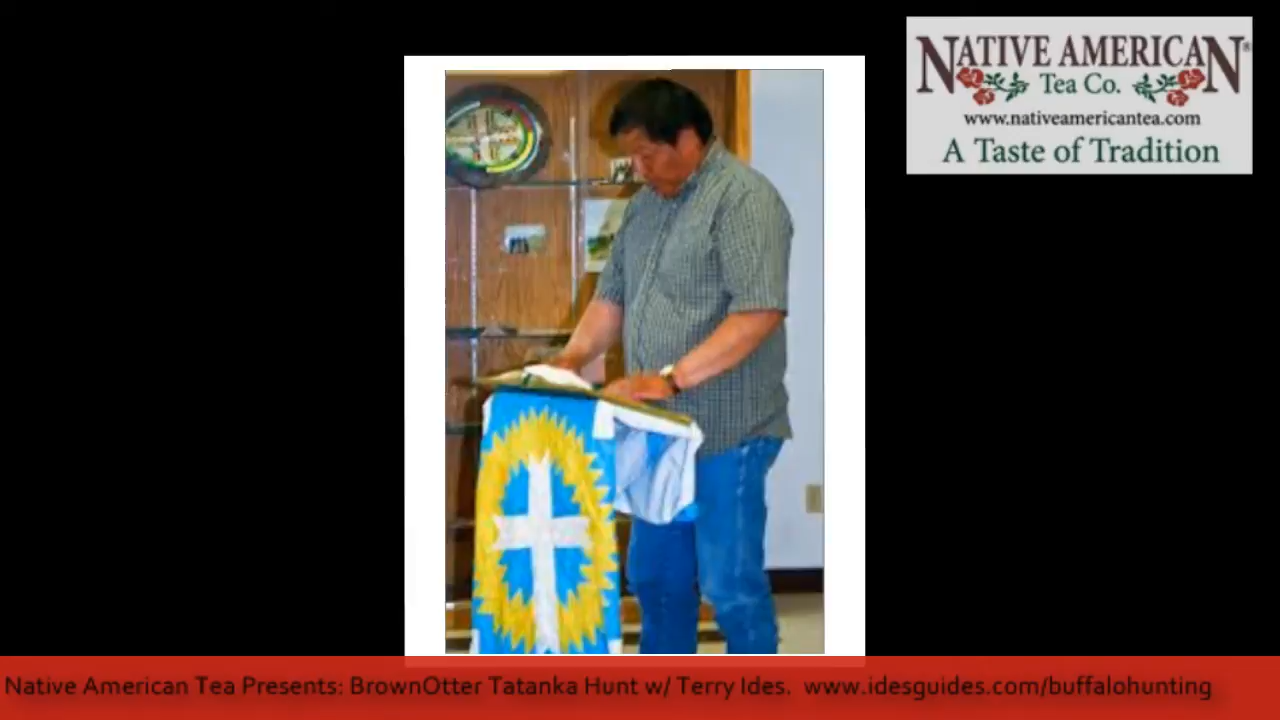 NATIVE AMERICAN®
Tea Co.
www.nativeamericantea.com
A Taste of Tradition
Native American Tea Presents: BrownOtter Tatanka Hunt w/ Terry Ides. www.idesguides.com/buffalohunting